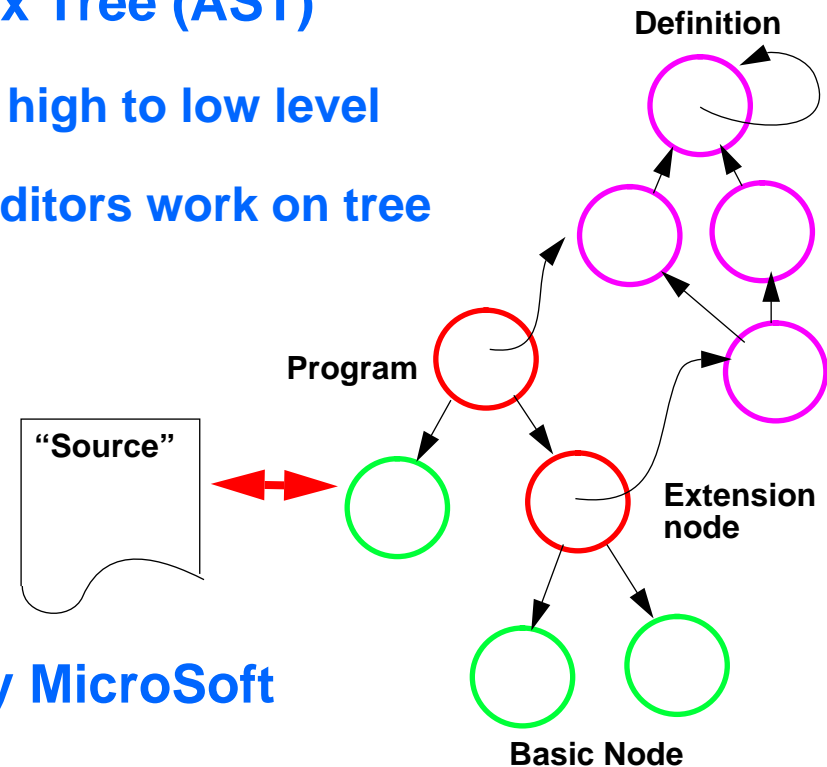 x Tree (AST)
Definition
high to low level
ditors work on tree
Program
“Source”
Extension
node
y MicroSoft
Basic Node